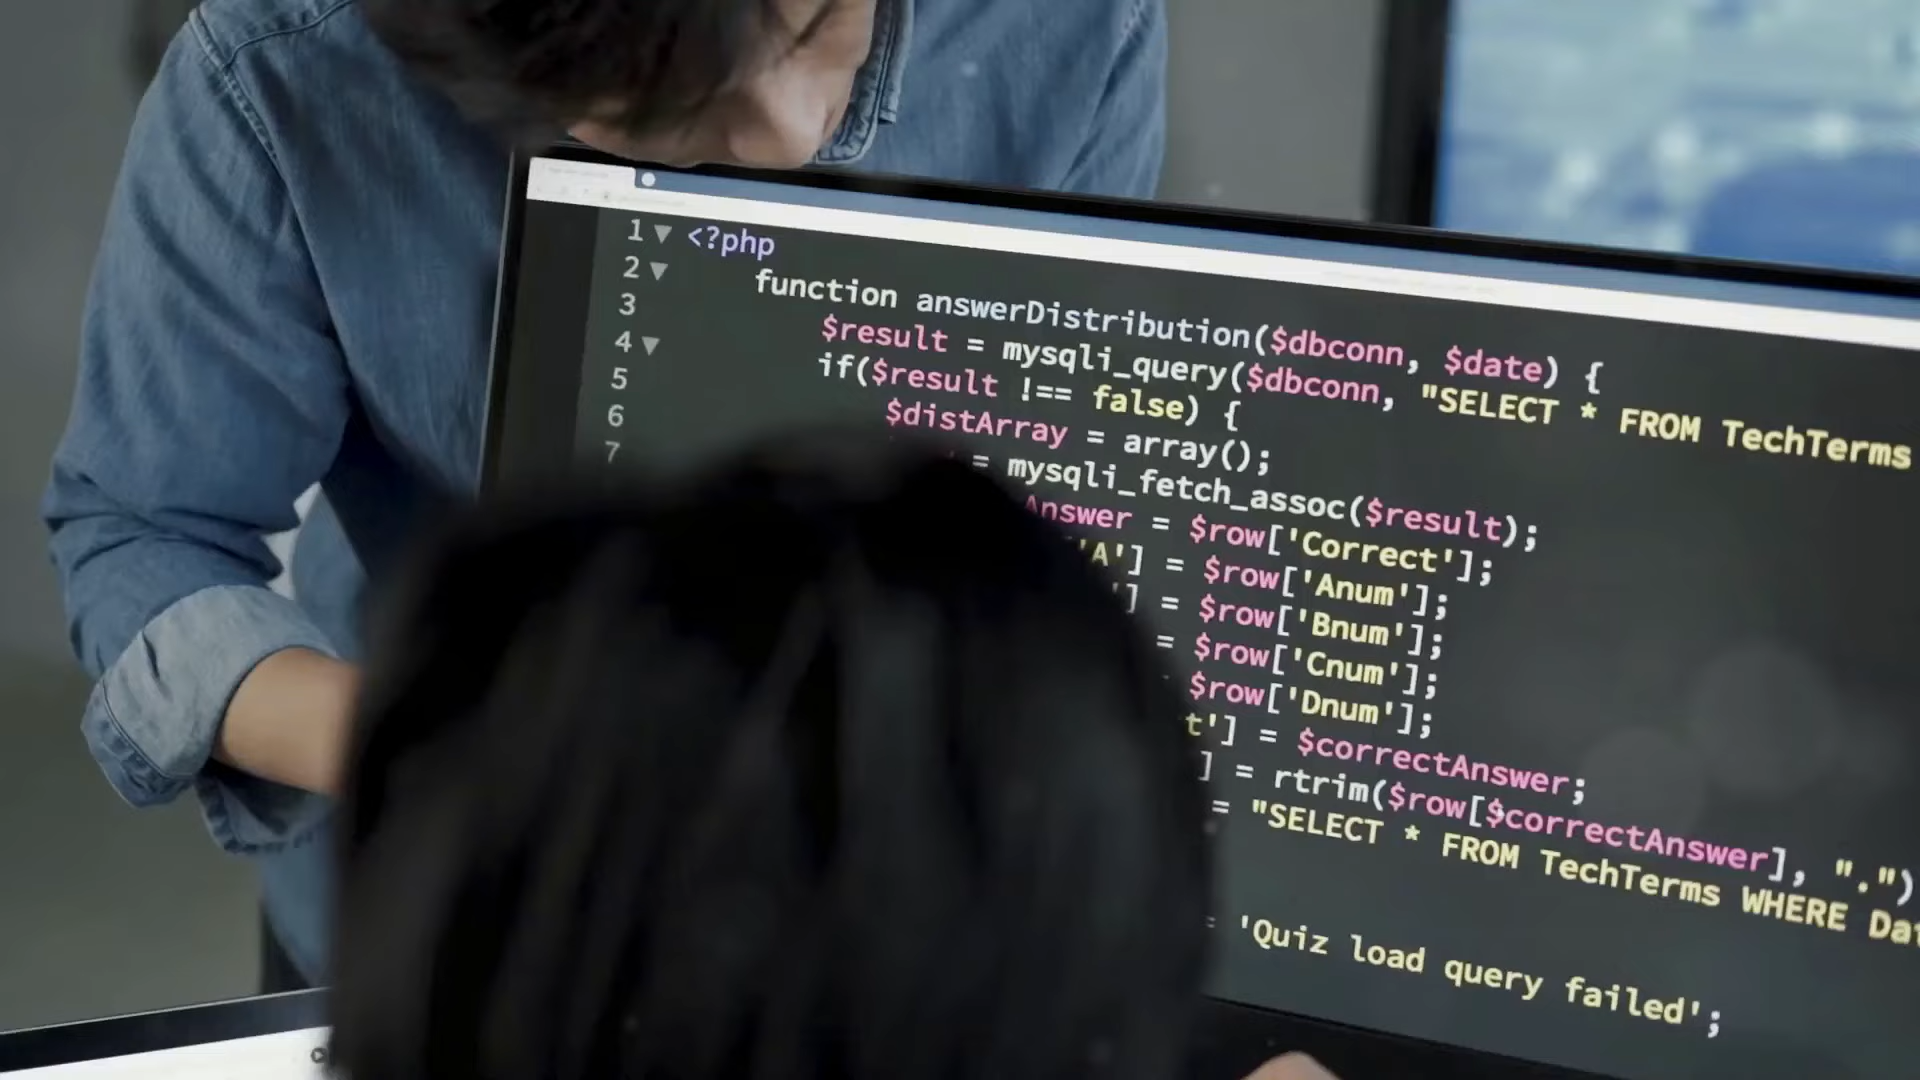 1 <?php
2 function answerDistribution($dbconn, $date) {
3 $result = mysqli_query($dbconn, "SELECT * FROM TechTerms
4 if($result !== false) {
5 $distArray = array();
6 = mysqli_fetch_assoc($result);
7 Answer = $row['Correct'];
'A'] = $row['Anum'];
'] = $row['Bnum'];
= $row['Cnum'];
$row['Dnum'];
t'] = $correctAnswer;
] = rtrim($row[$correctAnswer], ".")
= "SELECT * FROM TechTerms WHERE Dat
= 'Quiz load query failed';